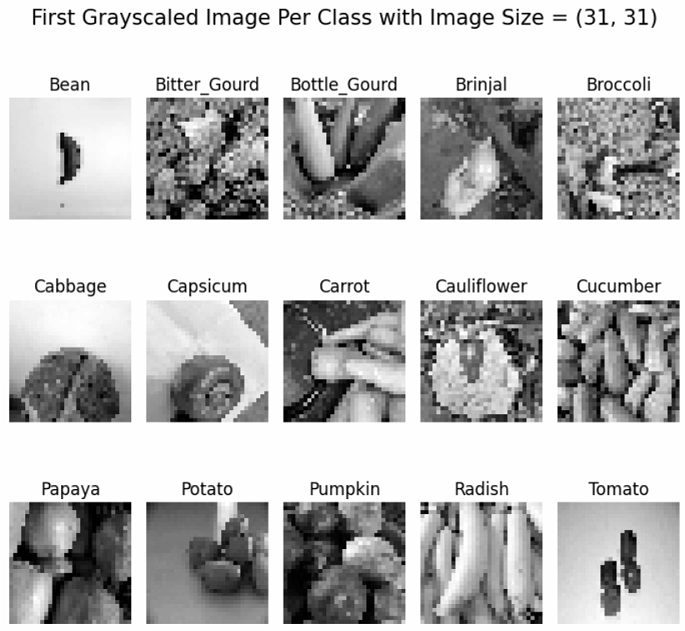 First Grayscaled Image Per Class with Image Size = (31, 31)
Bean Bitter_Gourd Bottle_Gourd Brinjal Broccoli
Cabbage Capsicum Carrot Cauliflower Cucumber
Papaya Potato Pumpkin Radish Tomato